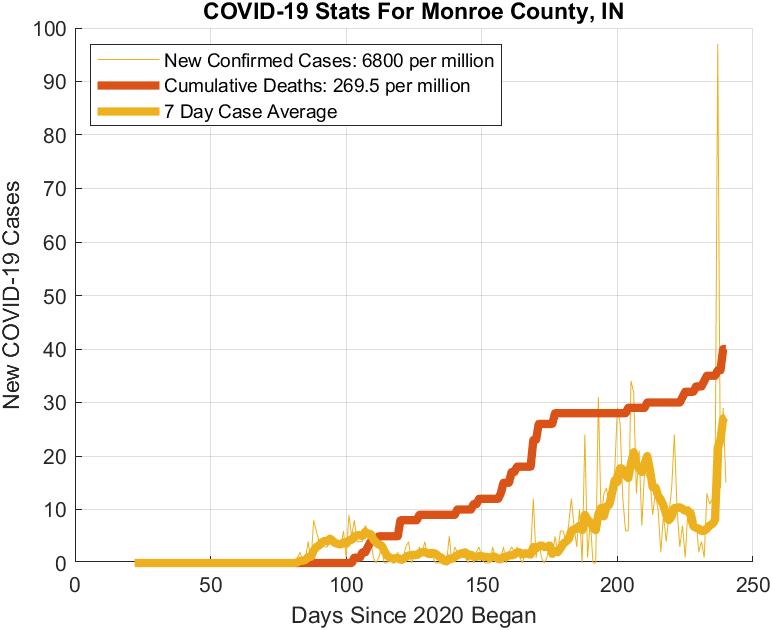 COVID-19 Stats For Monroe County, IN
New Confirmed Cases: 6800 per million
Cumulative Deaths: 269.5 per million
7 Day Case Average
New COVID-19 Cases
100
90
80
70
60
50
40
30
20
10
0
0 50 100 150 200 250
Days Since 2020 Began